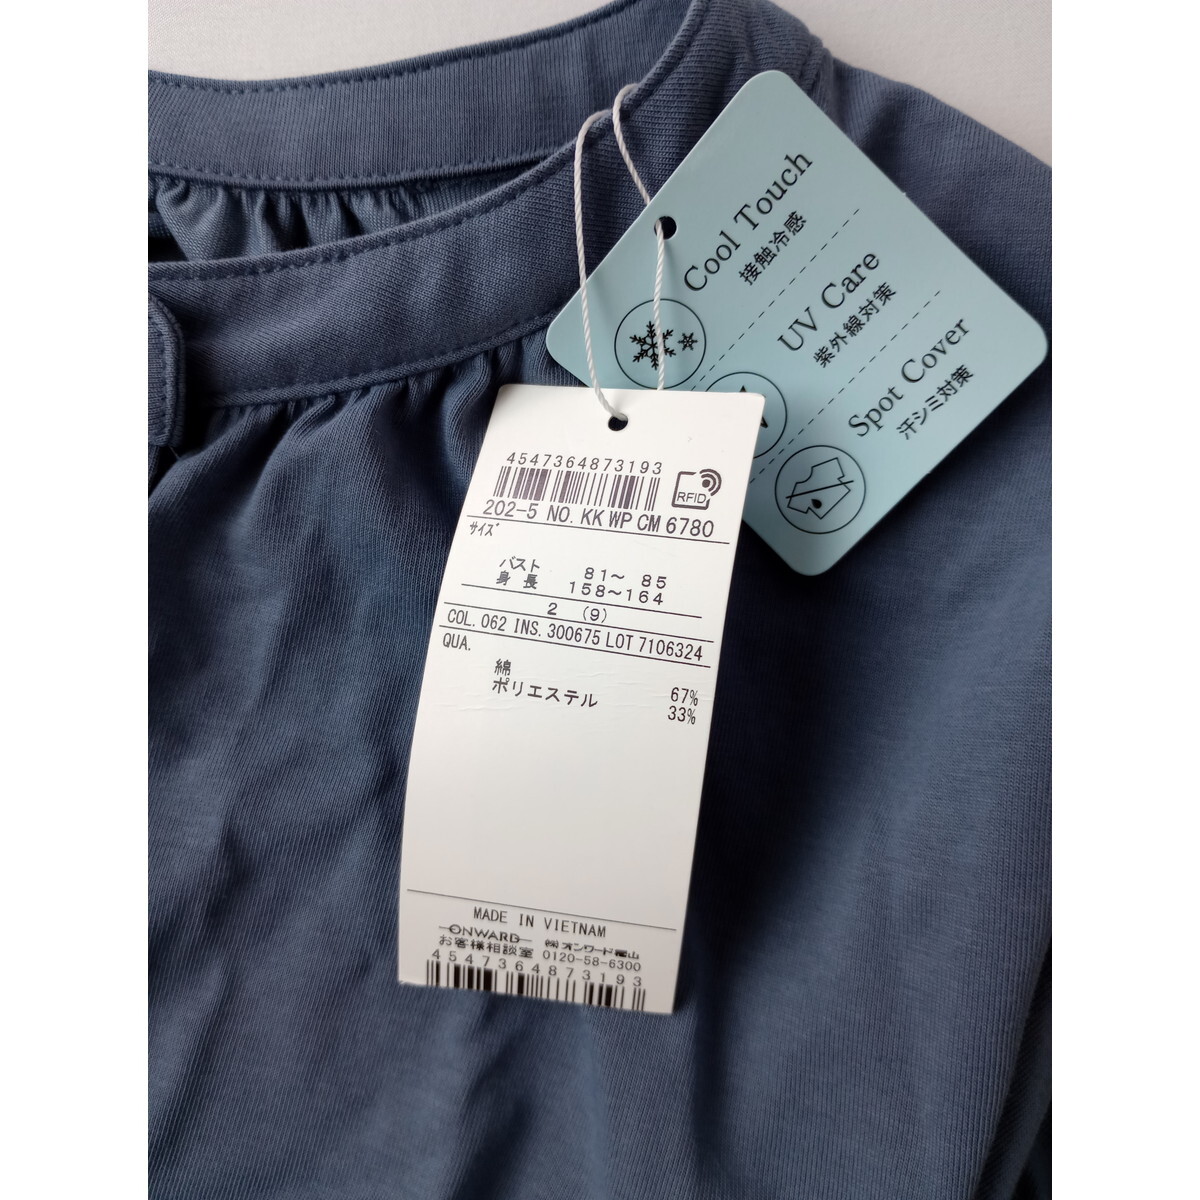 Cool Touch
接触冷感
UV Care
紫外線対策
Spot Cover
汗シミ対策
4547364873193
RFID
202-5 NO. KK WP CM 6780
サイズ
バスト 81～ 85
身長 158～164
2 (9)
COL. 062 INS. 300675 LOT 7106324
QUA.
綿 67%
ポリエステル 33%
MADE IN VIETNAM
ONWARD ㈱オンワード樫山
お客様相談室 0120-58-6300
4547364873193